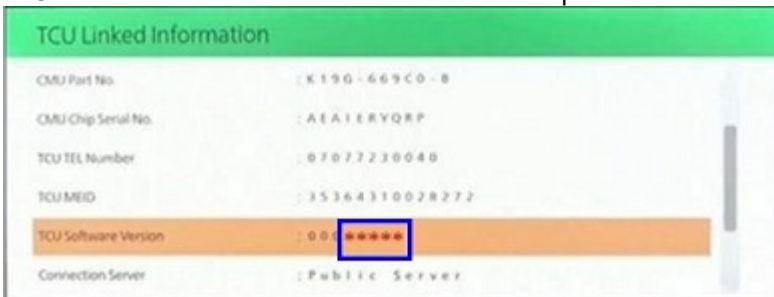 TCU Linked Information
CMU Part No. : K19G-669C0-B
CMU Chip Serial No. : AEAIERYQRP
TCU TEL Number : 07077230040
TCU MEID : 35364310028272
TCU Software Version : 000*****
Connection Server : Public Server